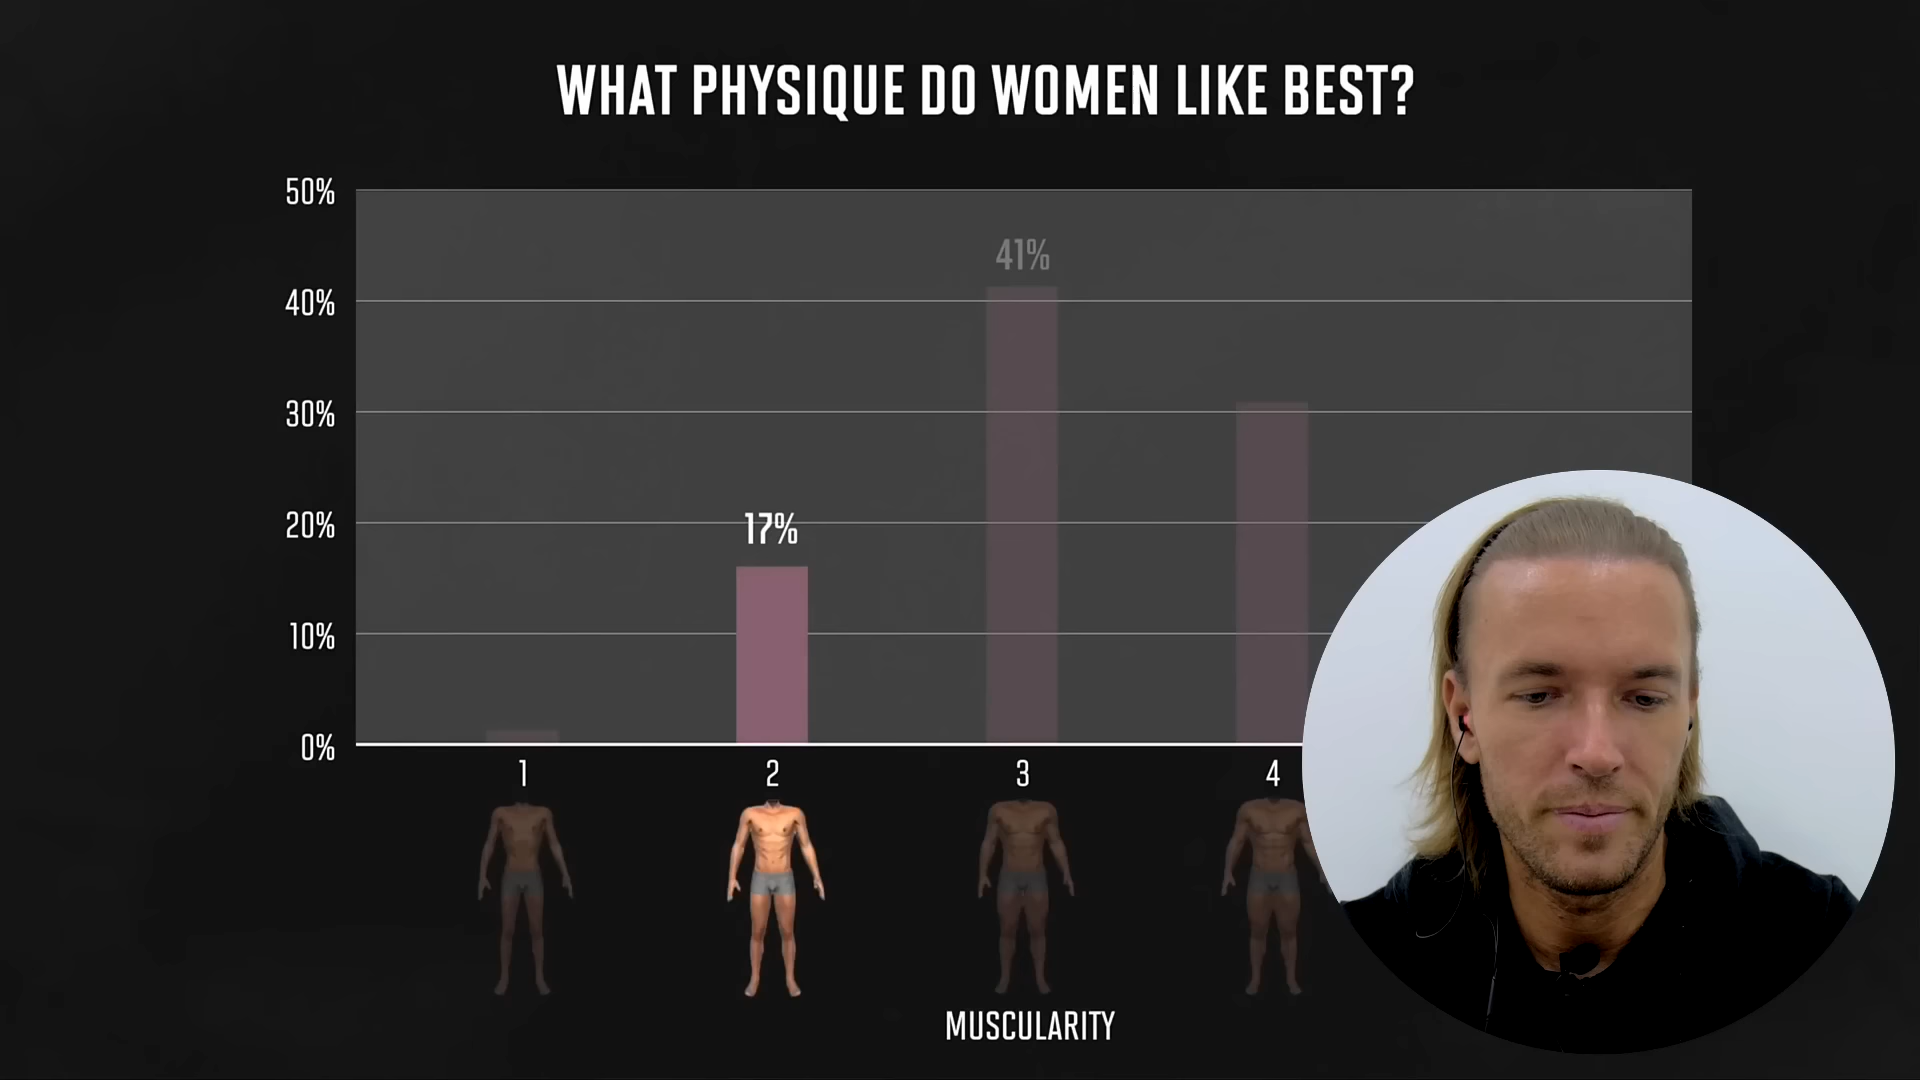 WHAT PHYSIQUE DO WOMEN LIKE BEST?
50%
41%
40%
30%
20%
17%
10%
0%
1 2 3 4
MUSCULARITY